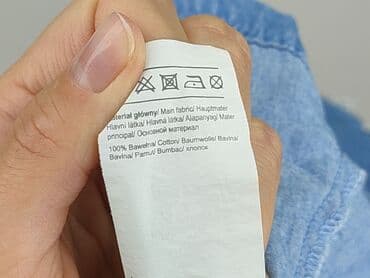 materiał główny/ Main fabric/ Hauptmater
Hlavní látka/ Hlavná látka/ Alapanyag/ Mater
principal/ Основной материал
100% Bawełna/ Cotton/ Baumwolle/ Bavlna/
Bavlna/ Pamut/ Bumbac/ хлопок